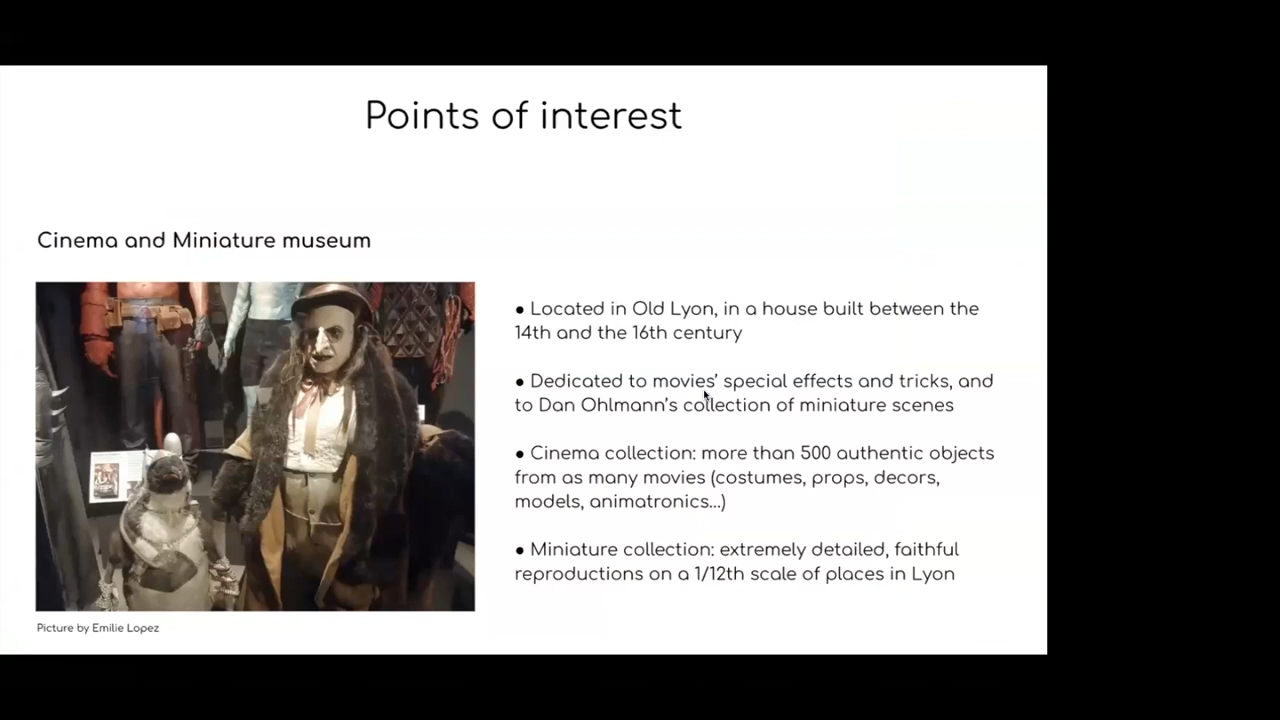 Points of interest
Cinema and Miniature museum
● Located in Old Lyon, in a house built between the
14th and the 16th century
● Dedicated to movies’ special effects and tricks, and
to Dan Ohlmann’s collection of miniature scenes
● Cinema collection: more than 500 authentic objects
from as many movies (costumes, props, decors,
models, animatronics...)
● Miniature collection: extremely detailed, faithful
reproductions on a 1/12th scale of places in Lyon
Picture by Emilie Lopez